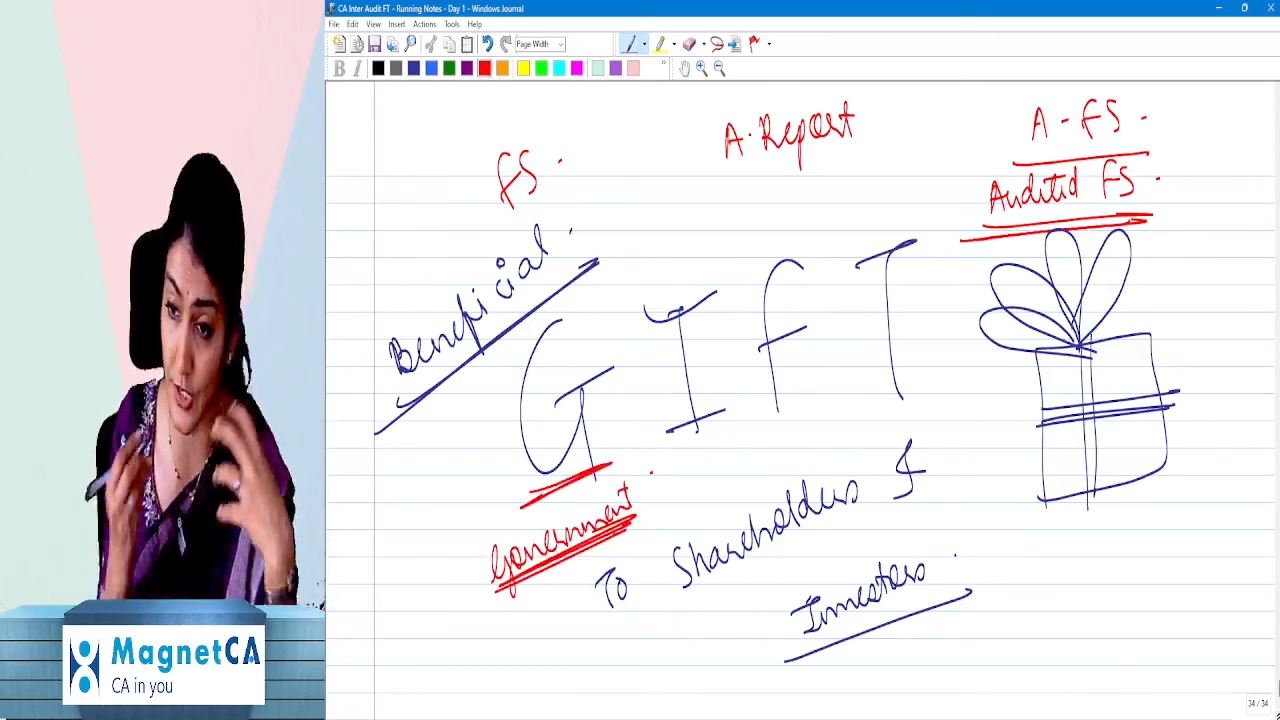 CA Inter Audit FT - Running Notes - Day 1 - Windows Journal
File Edit View Insert Actions Tools Help
Page Width
B I
A. Report
A - FS.
FS.
Audited FS.
Beneficial.
GIFT
Government.
To Shareholders &
Investors
MagnetCA
CA in you
34 / 34